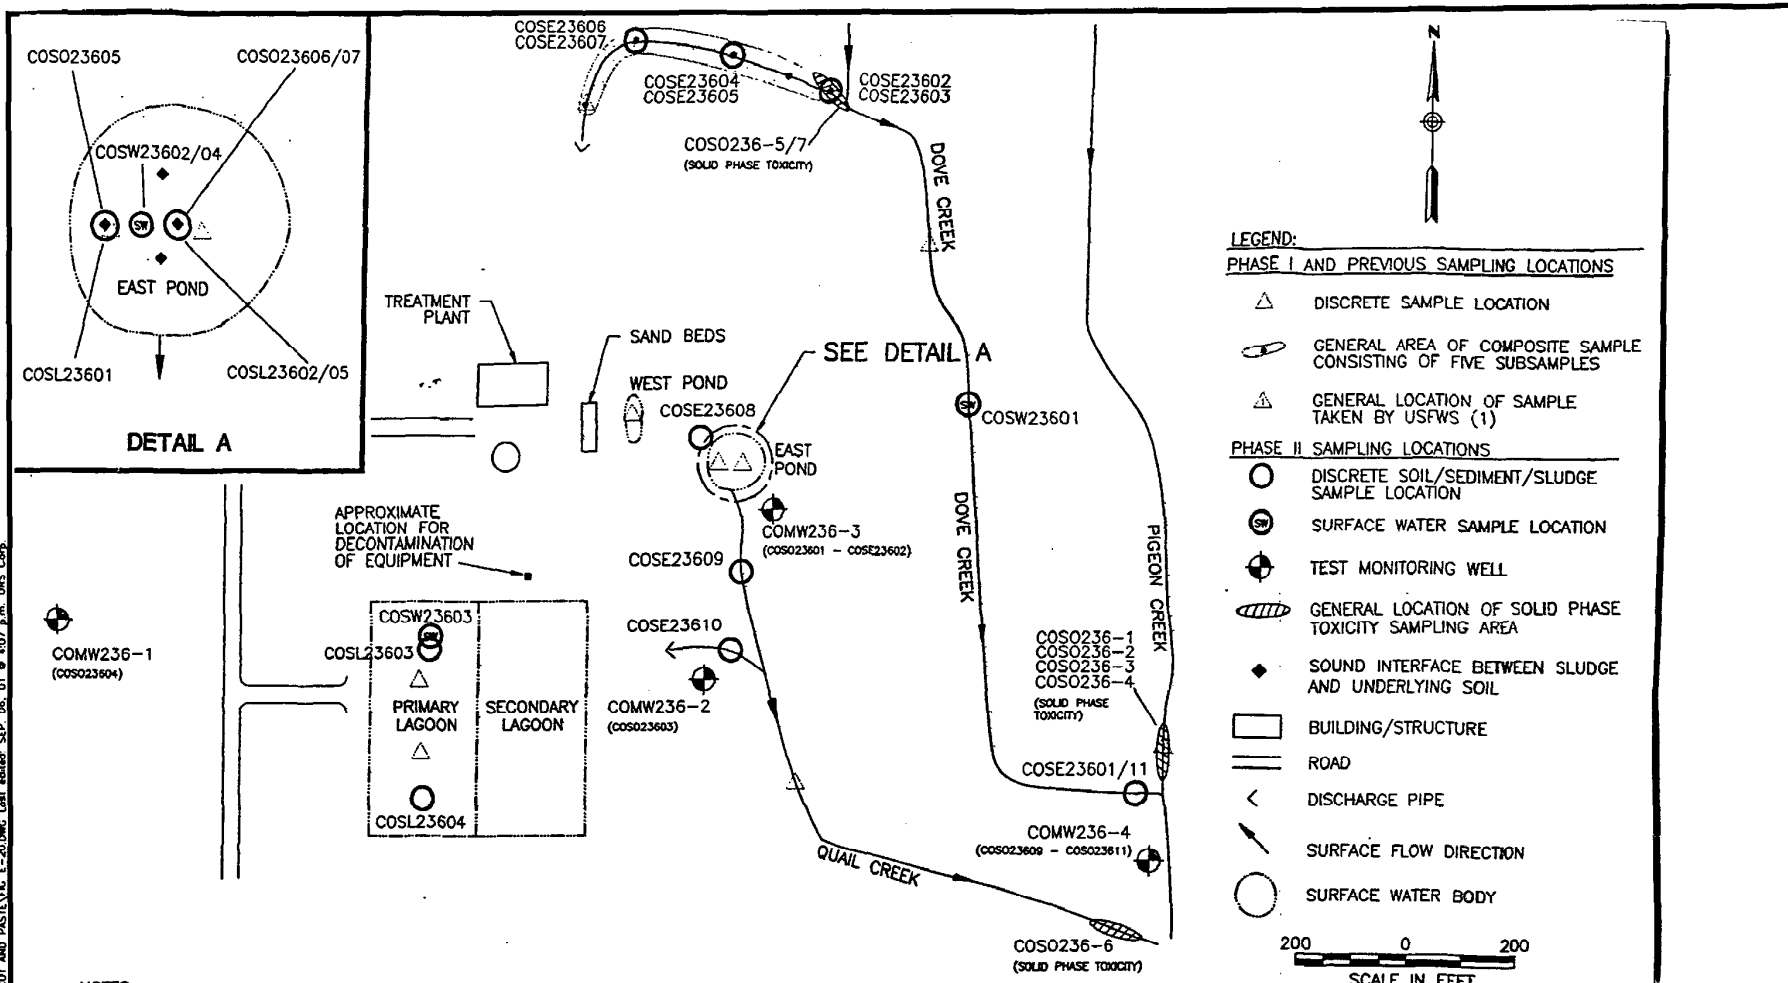 COSO23605
COSO23606/07
COSW23602/04
SW
EAST POND
COSL23601
COSL23602/05
DETAIL A
COSE23606
COSE23607
COSE23604
COSE23605
COSE23602
COSE23603
COSO236-5/7
(SOLID PHASE TOXICITY)
DOVE CREEK
TREATMENT
PLANT
SAND BEDS
SEE DETAIL A
WEST POND
COSE23608
EAST
POND
SW
COSW23601
DOVE CREEK
PIGEON CREEK
COMW236-3
(COSO23601 - COSE23602)
APPROXIMATE
LOCATION FOR
DECONTAMINATION
OF EQUIPMENT
COSE23609
COMW236-1
(COSO23604)
COSW23603
SW
COSL23603
PRIMARY
LAGOON
SECONDARY
LAGOON
COSL23604
COSE23610
COMW236-2
(COSO23603)
COSO236-1
COSO236-2
COSO236-3
COSO236-4
(SOLID PHASE
TOXICITY)
COSE23601/11
COMW236-4
(COSO23609 - COSO23611)
QUAIL CREEK
COSO236-6
(SOLID PHASE TOXICITY)
N
LEGEND:
PHASE I AND PREVIOUS SAMPLING LOCATIONS
DISCRETE SAMPLE LOCATION
GENERAL AREA OF COMPOSITE SAMPLE
CONSISTING OF FIVE SUBSAMPLES
GENERAL LOCATION OF SAMPLE
TAKEN BY USFWS (1)
PHASE II SAMPLING LOCATIONS
DISCRETE SOIL/SEDIMENT/SLUDGE
SAMPLE LOCATION
SW
SURFACE WATER SAMPLE LOCATION
TEST MONITORING WELL
GENERAL LOCATION OF SOLID PHASE
TOXICITY SAMPLING AREA
SOUND INTERFACE BETWEEN SLUDGE
AND UNDERLYING SOIL
BUILDING/STRUCTURE
ROAD
DISCHARGE PIPE
SURFACE FLOW DIRECTION
SURFACE WATER BODY
200 0 200
SCALE IN FEET